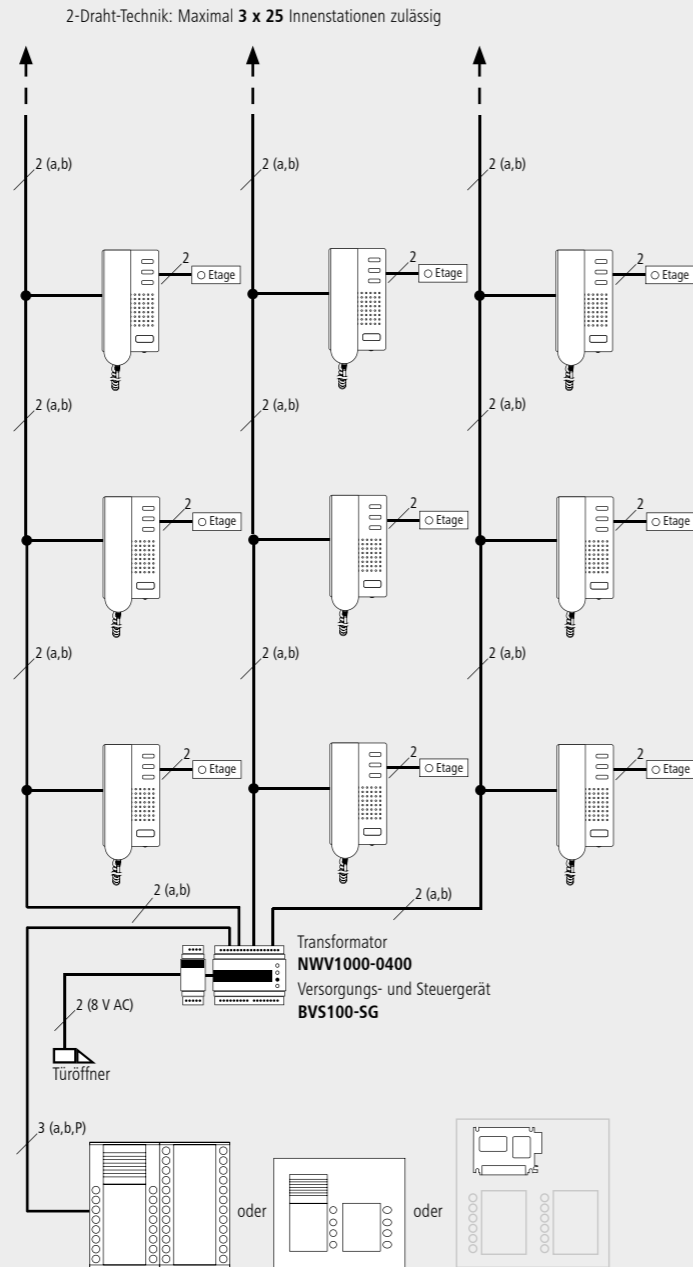 2-Draht-Technik: Maximal 3 x 25 Innenstationen zulässig
2 (a,b)
2 (a,b)
2 (a,b)
2
Etage
2
Etage
2
Etage
2 (a,b)
2 (a,b)
2 (a,b)
2
Etage
2
Etage
2
Etage
2 (a,b)
2 (a,b)
2 (a,b)
2
Etage
2
Etage
2
Etage
2 (a,b)
2 (a,b)
Transformator
NWV1000-0400
Versorgungs- und Steuergerät
BVS100-SG
2 (8 V AC)
Türöffner
3 (a,b,P)
oder
oder